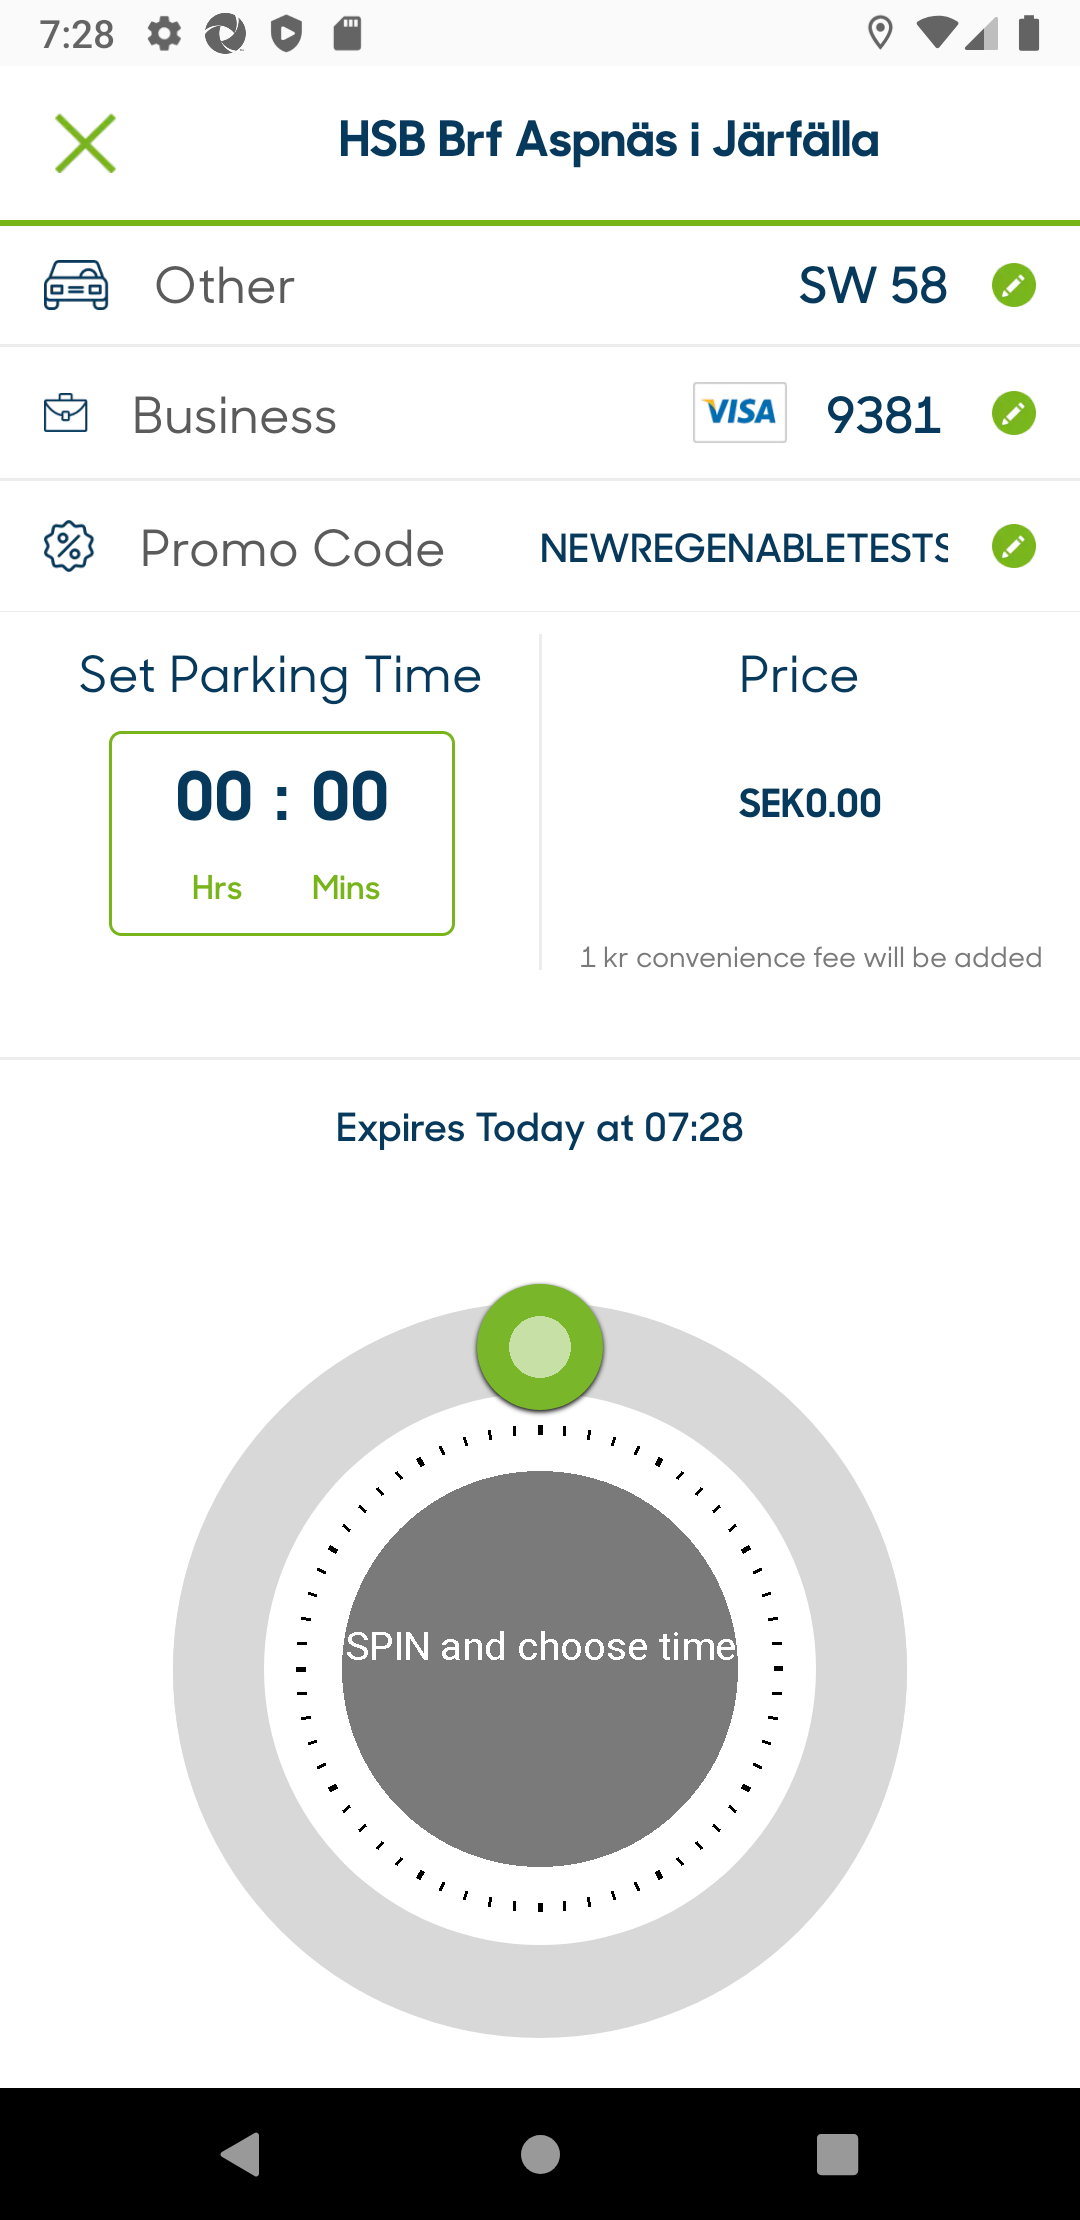 7:28
HSB Brf Aspnäs i Järfälla
Other SW 58
Business VISA 9381
Promo Code NEWREGENABLETESTS
Set Parking Time Price
00 : 00
SEK0.00
Hrs Mins
1 kr convenience fee will be added
Expires Today at 07:28
SPIN and choose time